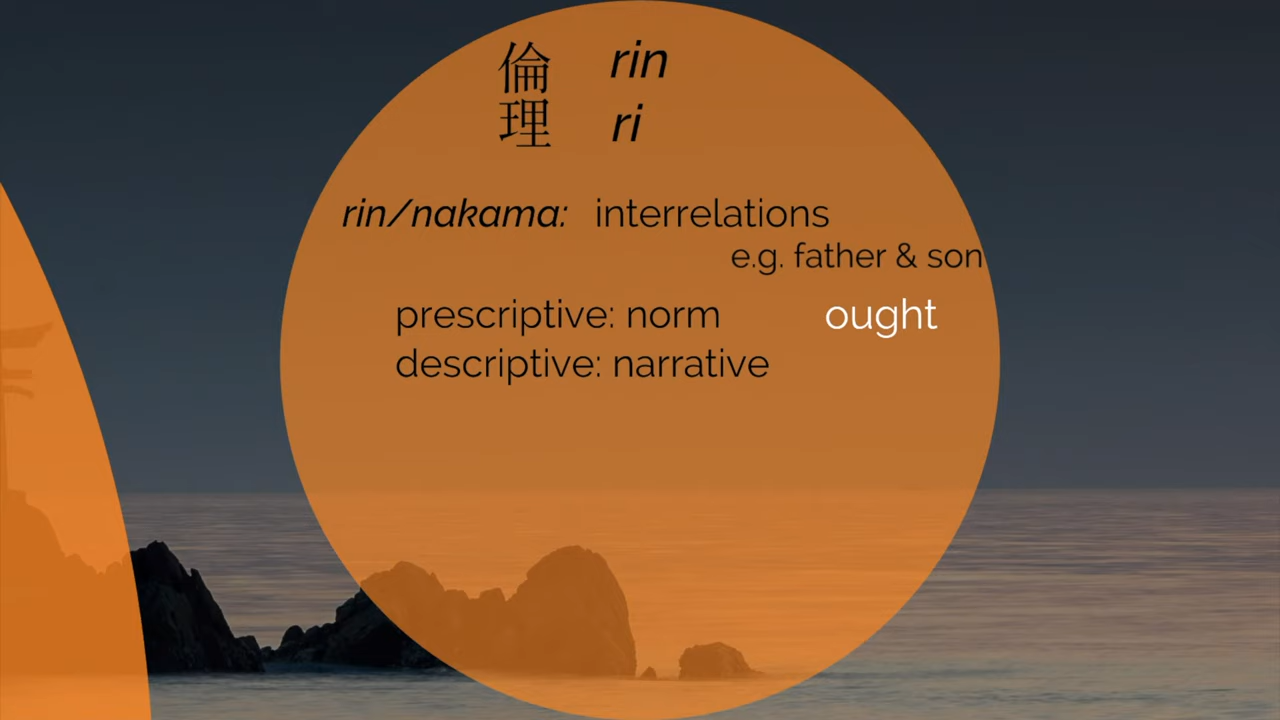 倫 rin
理 ri
rin/nakama: interrelations
e.g. father & son
prescriptive: norm ought
descriptive: narrative